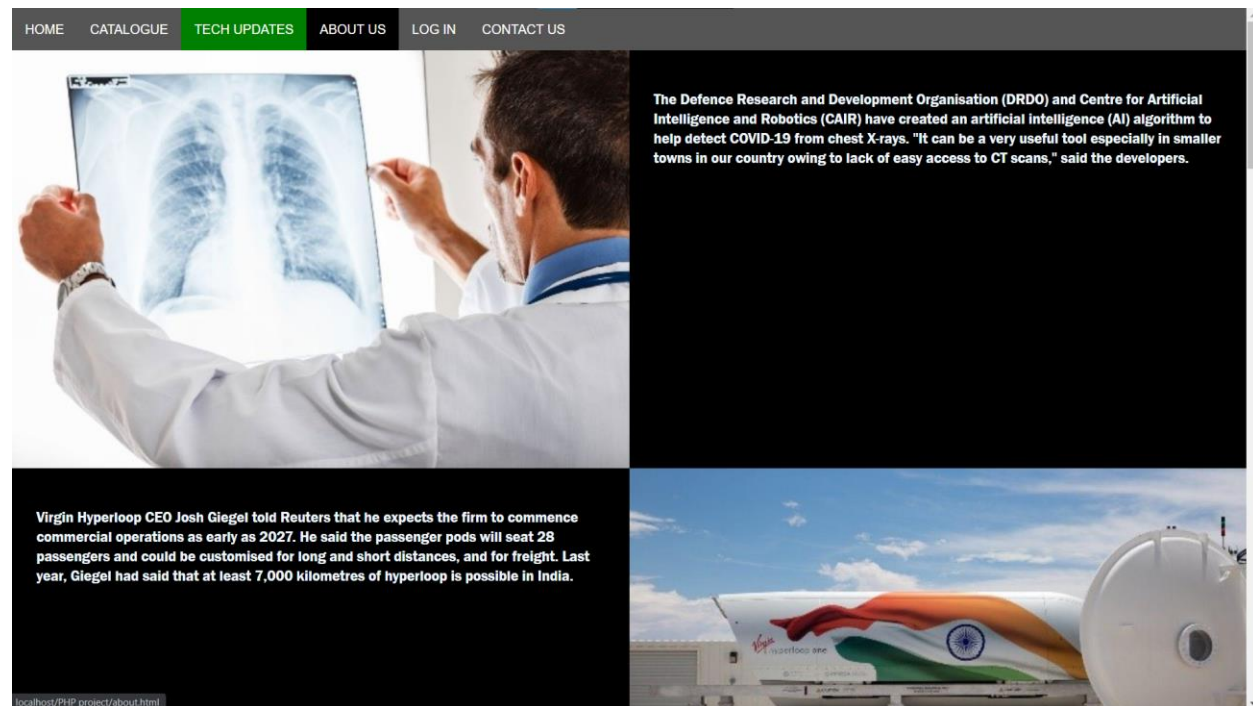 HOME CATALOGUE TECH UPDATES ABOUT US LOG IN CONTACT US
The Defence Research and Development Organisation (DRDO) and Centre for Artificial
Intelligence and Robotics (CAIR) have created an artificial intelligence (AI) algorithm to
help detect COVID-19 from chest X-rays. "It can be a very useful tool especially in smaller
towns in our country owing to lack of easy access to CT scans," said the developers.
Virgin Hyperloop CEO Josh Giegel told Reuters that he expects the firm to commence
commercial operations as early as 2027. He said the passenger pods will seat 28
passengers and could be customised for long and short distances, and for freight. Last
year, Giegel had said that at least 7,000 kilometres of hyperloop is possible in India.
Virgin
hyperloop one
localhost/PHP project/about.html